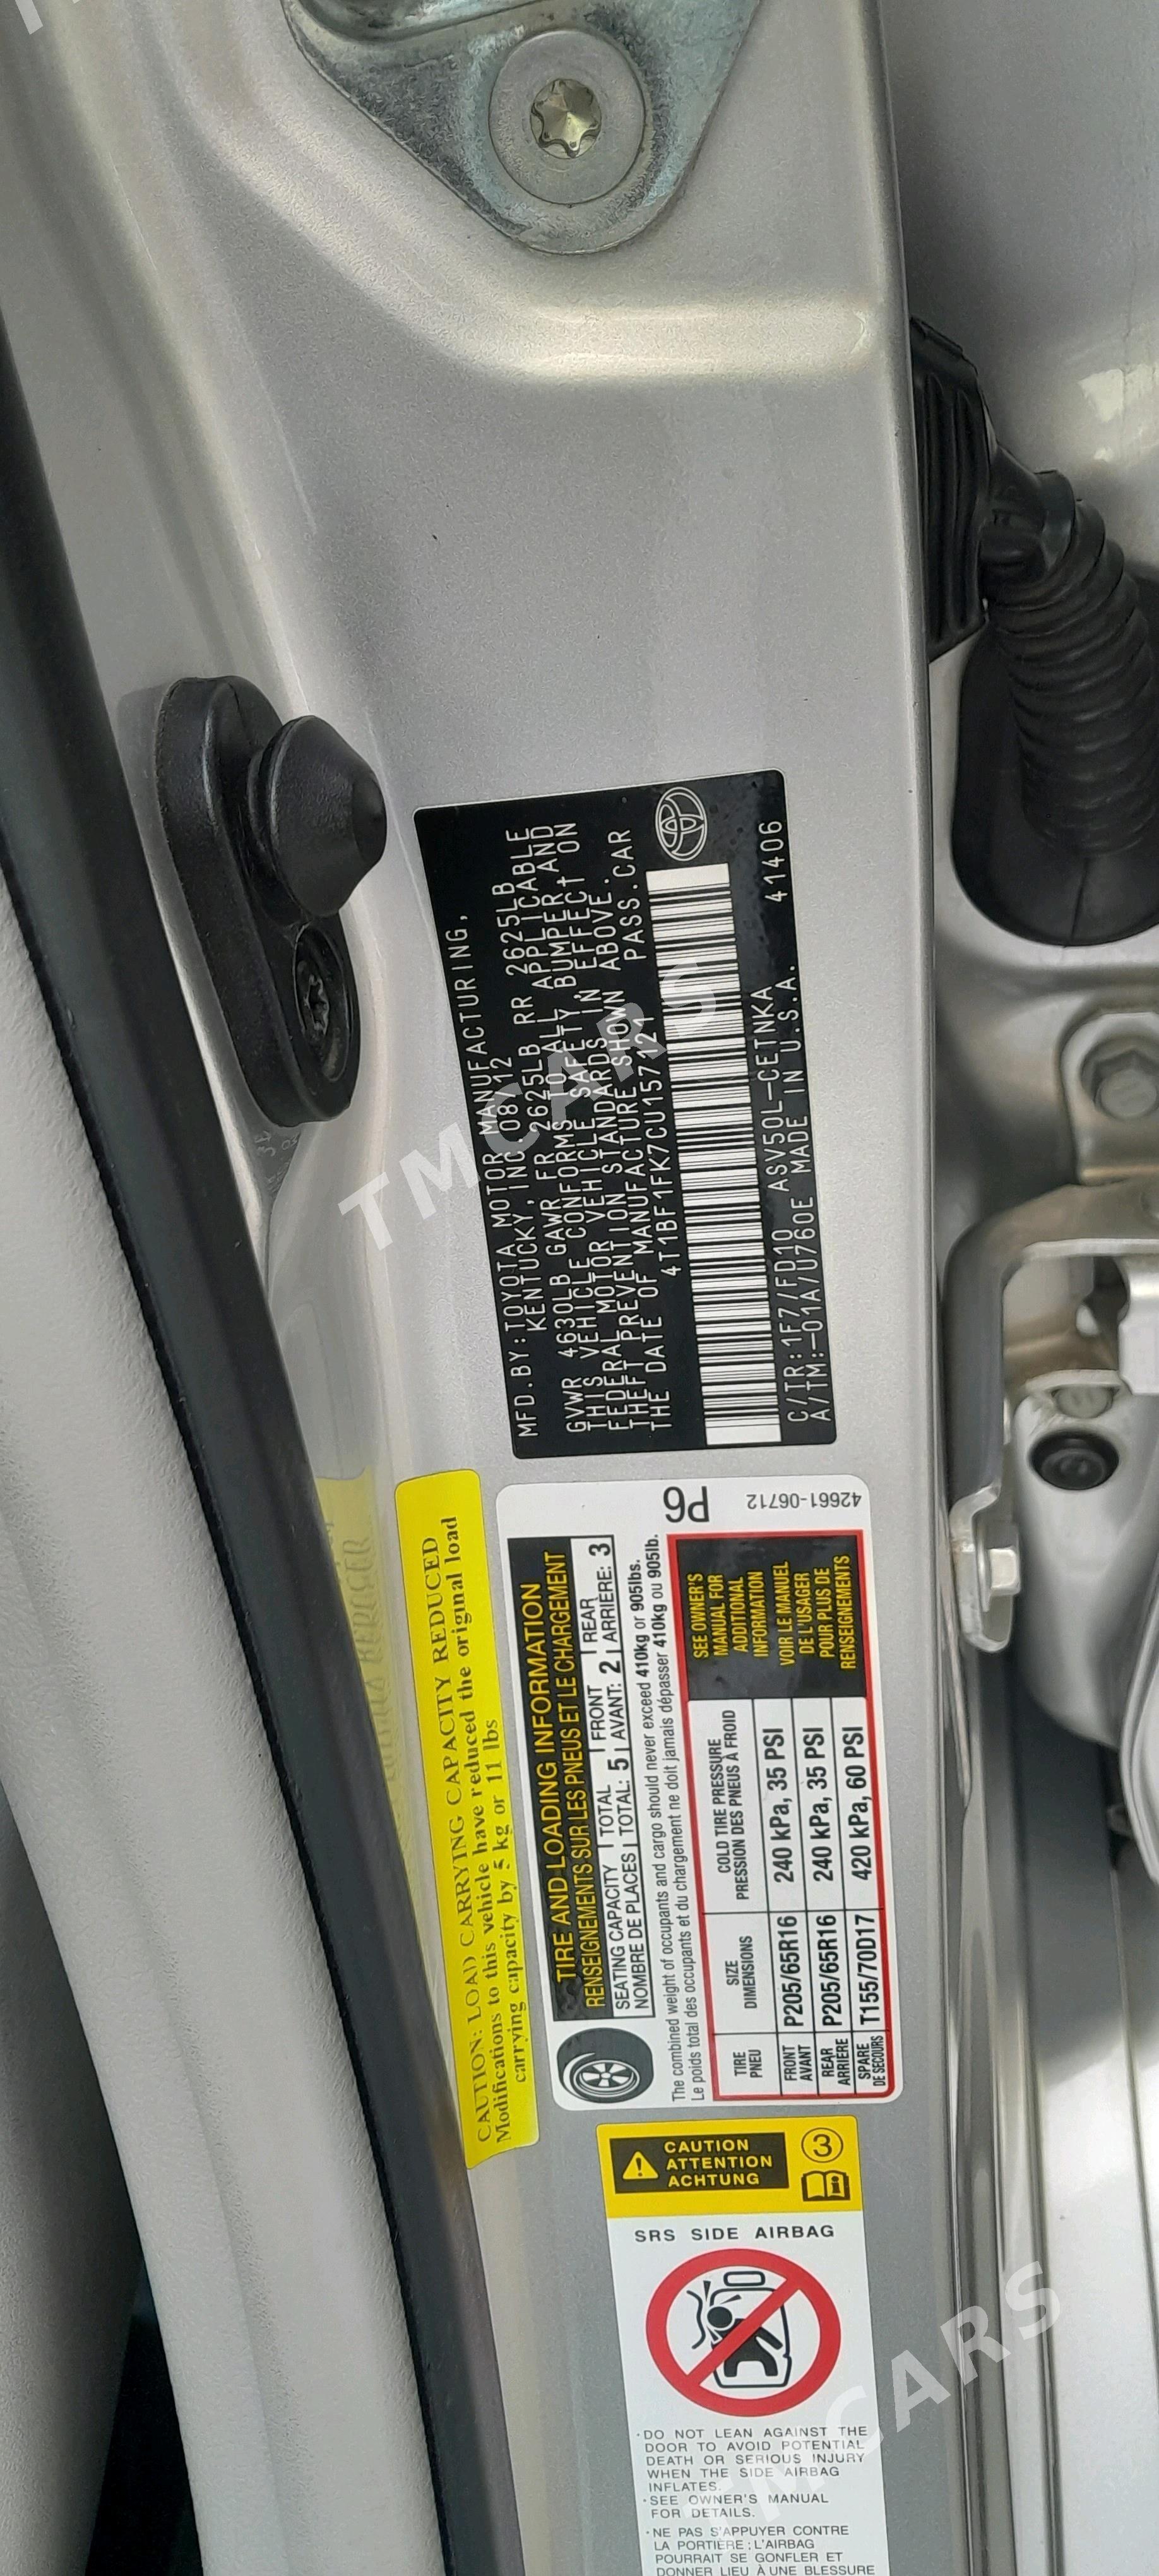 MFD.BY:TOYOTA MOTOR MANUFACTURING,
KENTUCKY,INC 08/12
GVWR 4630LB GAWR FR 2625LB RR 2625LB
THIS VEHICLE CONFORMS TO ALL APPLICABLE
FEDERAL MOTOR VEHICLE SAFETY, BUMPER, AND
THEFT PREVENTION STANDARDS IN EFFECT ON
THE DATE OF MANUFACTURE SHOWN ABOVE.
4T1BF1FK7CU157121 PASS.CAR
C/TR:1F7/FD10 ASV50L-CETNKA
A/TM:-01A/U760E MADE IN U.S.A. 41406
CAUTION: LOAD CARRYING CAPACITY REDUCED
Modifications to this vehicle have reduced the original load
carrying capacity by 5 kg or 11 lbs
P6
42661-06712
TIRE AND LOADING INFORMATION
RENSEIGNEMENTS SUR LES PNEUS ET LE CHARGEMENT
SEATING CAPACITY TOTAL FRONT REAR
NOMBRE DE PLACES TOTAL: 5 AVANT: 2 ARRIÈRE: 3
The combined weight of occupants and cargo should never exceed 410kg or 905lbs.
Le poids total des occupants et du chargement ne doit jamais dépasser 410kg ou 905lb.
TIRE
PNEU
SIZE
DIMENSIONS
COLD TIRE PRESSURE
PRESSION DES PNEUS À FROID
FRONT
AVANT
P205/65R16 240 kPa, 35 PSI
REAR
ARRIÈRE
P205/65R16 240 kPa, 35 PSI
SPARE
DE SECOURS
T155/70D17 420 kPa, 60 PSI
SEE OWNER'S
MANUAL FOR
ADDITIONAL
INFORMATION
VOIR LE MANUEL
DE L'USAGER
POUR PLUS DE
RENSEIGNEMENTS
CAUTION
ATTENTION
ACHTUNG
3
SRS SIDE AIRBAG
·DO NOT LEAN AGAINST THE
DOOR TO AVOID POTENTIAL
DEATH OR SERIOUS INJURY
WHEN THE SIDE AIRBAG
INFLATES.
·SEE OWNER'S MANUAL
FOR DETAILS.
·NE PAS S'APPUYER CONTRE
LA PORTIÈRE ; L'AIRBAG
POURRAIT SE GONFLER ET
DONNER LIEU À UNE BLESSURE
TMCARS
TMCARS